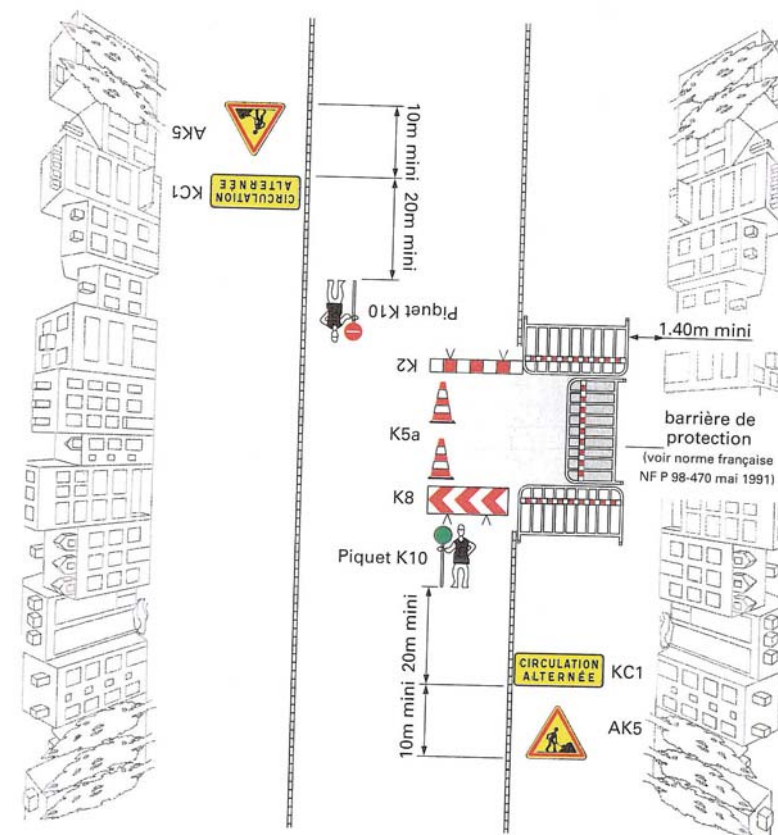 AK5
10m mini
CIRCULATION
ALTERNÉE
KC1
20m mini
Piquet K10
1.40m mini
K2
K5a
barrière de
protection
(voir norme française
NF P 98-470 mai 1991)
K8
Piquet K10
20m mini
CIRCULATION
ALTERNÉE
KC1
10m mini
AK5